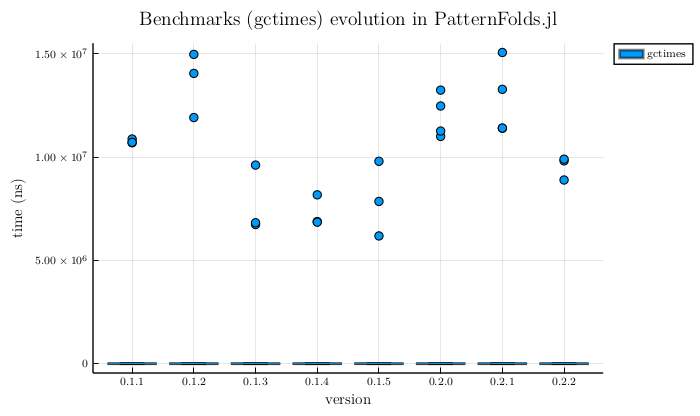 Benchmarks (gctimes) evolution in PatternFolds.jl
gctimes
time (ns)
1.50 × 10⁷
1.00 × 10⁷
5.00 × 10⁶
0
0.1.1 0.1.2 0.1.3 0.1.4 0.1.5 0.2.0 0.2.1 0.2.2
version